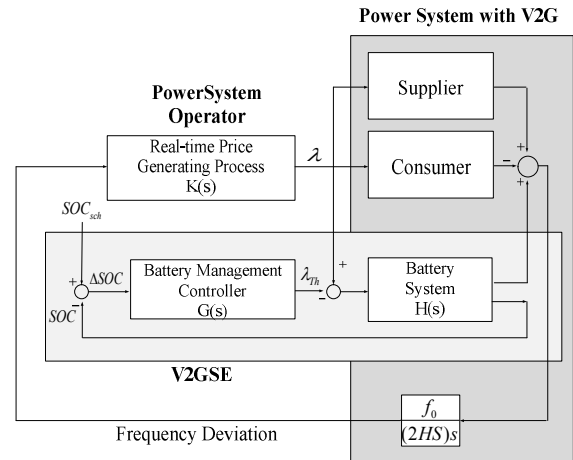 Power System with V2G
PowerSystem
Operator
Supplier
Real-time Price
Generating Process
K(s)
λ
Consumer
+
−
+
SOC_sch
+
ΔSOC
SOC
−
Battery Management
Controller
G(s)
λ_Th
+
-
Battery
System
H(s)
V2GSE
Frequency Deviation
f_0
(2HS)s